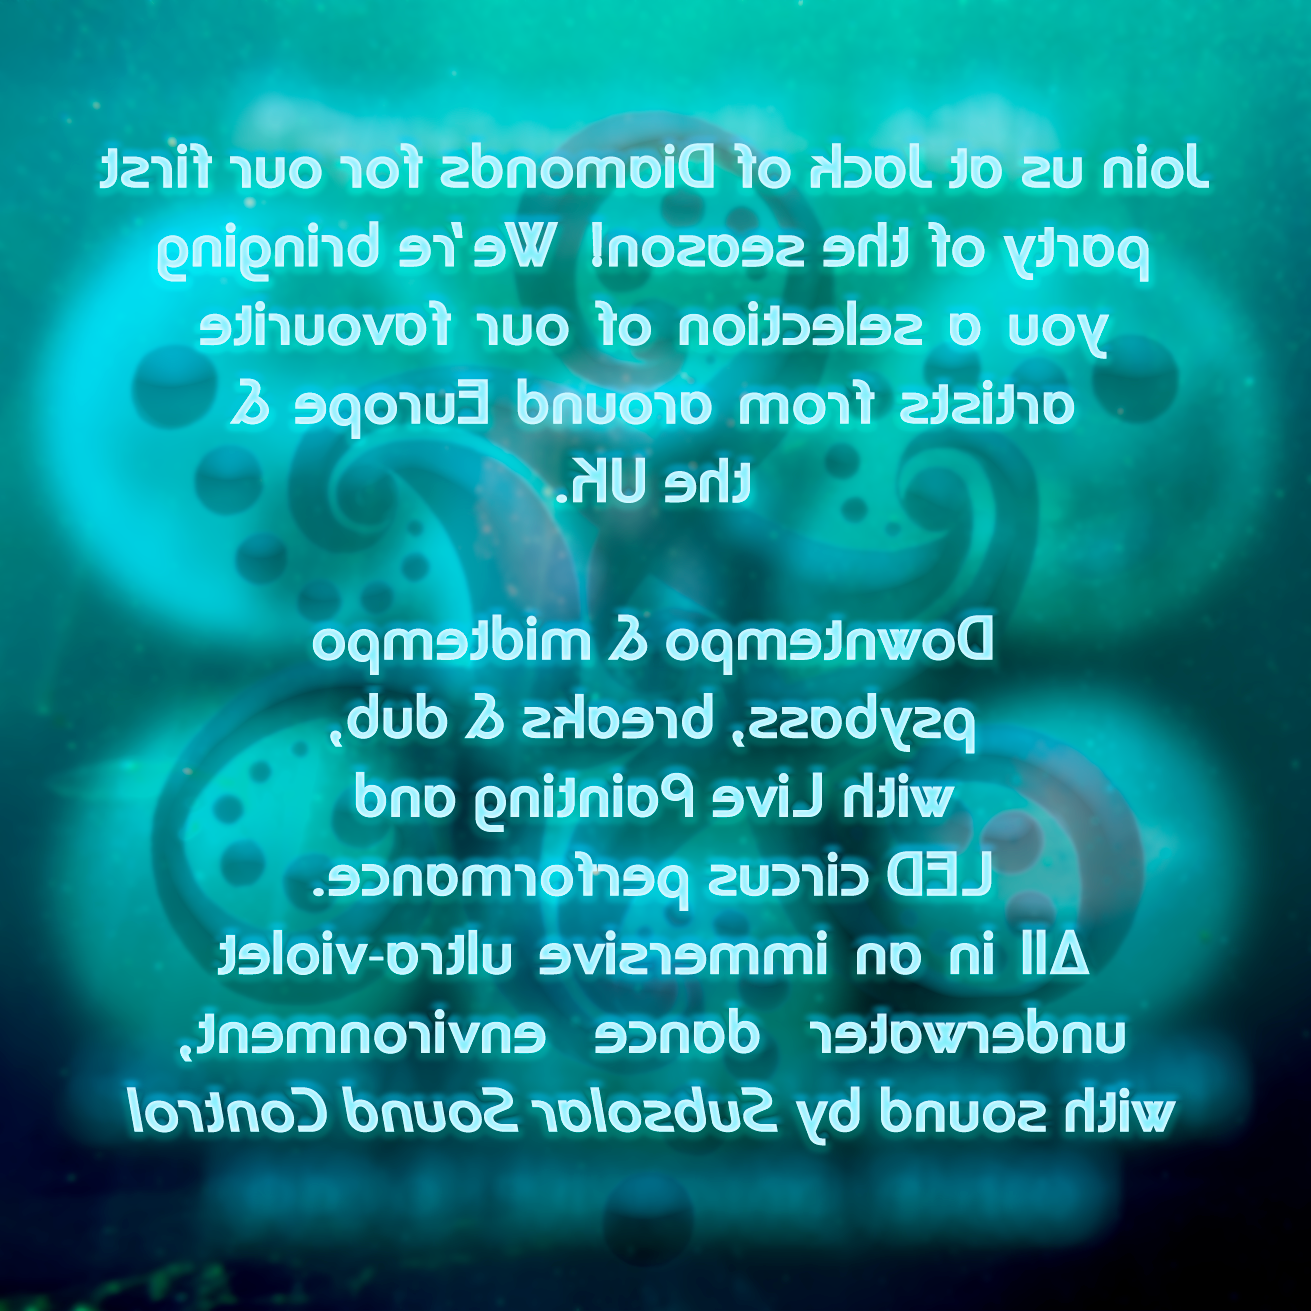 Join us at Jack of Diamonds for our first
party of the season! We're bringing
you a selection of our favourite
artists from around Europe &
the UK.
Downtempo & midtempo
psybass, breaks & dub,
with Live Painting and
LED circus performance.
All in an immersive ultra-violet
underwater dance environment,
with sound by Subsolar Sound Control